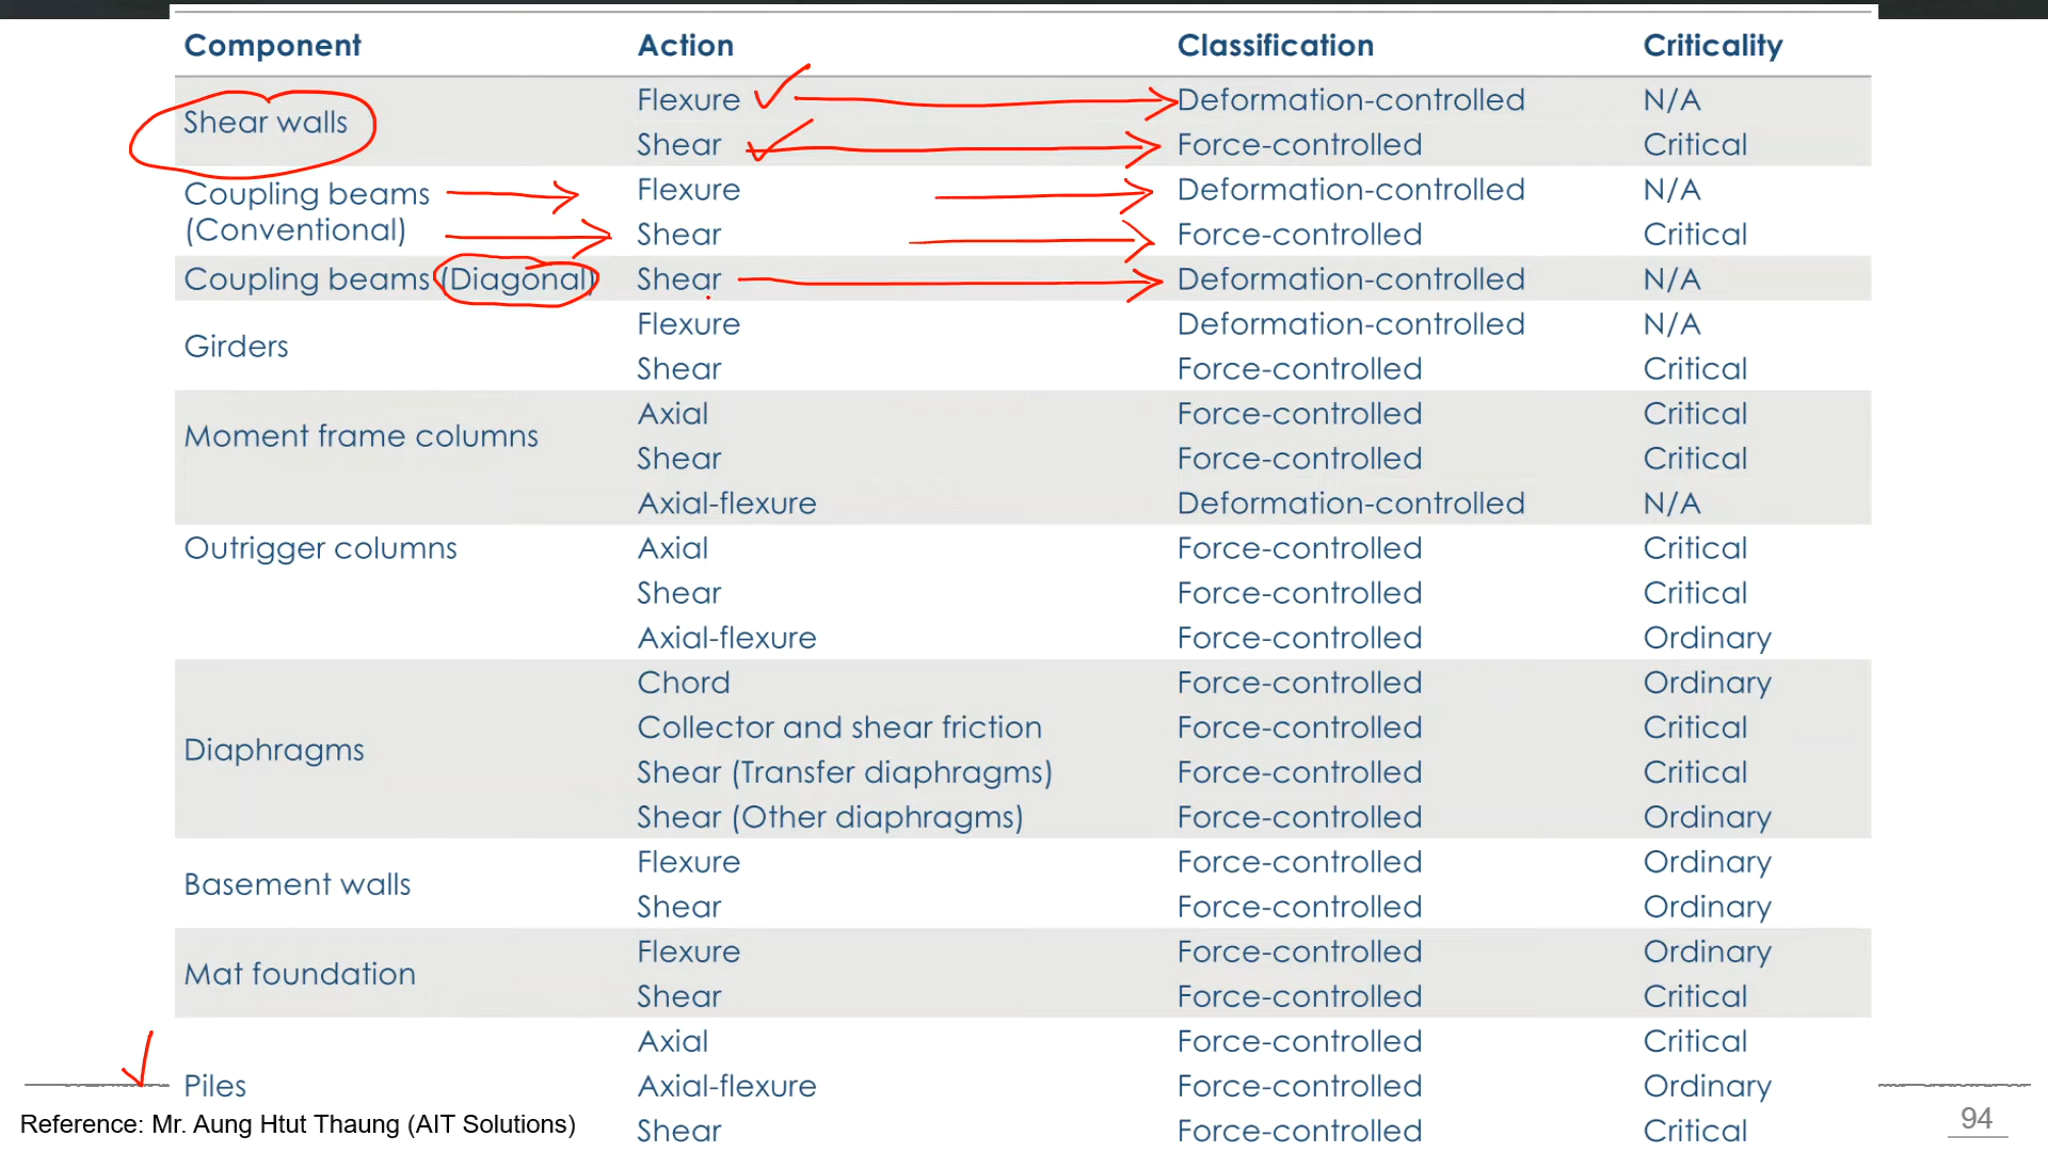 Component Action Classification Criticality
Shear walls Flexure Deformation-controlled N/A
Shear Force-controlled Critical
Coupling beams (Conventional) Flexure Deformation-controlled N/A
Shear Force-controlled Critical
Coupling beams (Diagonal) Shear Deformation-controlled N/A
Girders Flexure Deformation-controlled N/A
Shear Force-controlled Critical
Moment frame columns Axial Force-controlled Critical
Shear Force-controlled Critical
Axial-flexure Deformation-controlled N/A
Outrigger columns Axial Force-controlled Critical
Shear Force-controlled Critical
Axial-flexure Force-controlled Ordinary
Diaphragms Chord Force-controlled Ordinary
Collector and shear friction Force-controlled Critical
Shear (Transfer diaphragms) Force-controlled Critical
Shear (Other diaphragms) Force-controlled Ordinary
Basement walls Flexure Force-controlled Ordinary
Shear Force-controlled Ordinary
Mat foundation Flexure Force-controlled Ordinary
Shear Force-controlled Critical
Piles Axial Force-controlled Critical
Axial-flexure Force-controlled Ordinary
Shear Force-controlled Critical
Reference: Mr. Aung Htut Thaung (AIT Solutions)
94